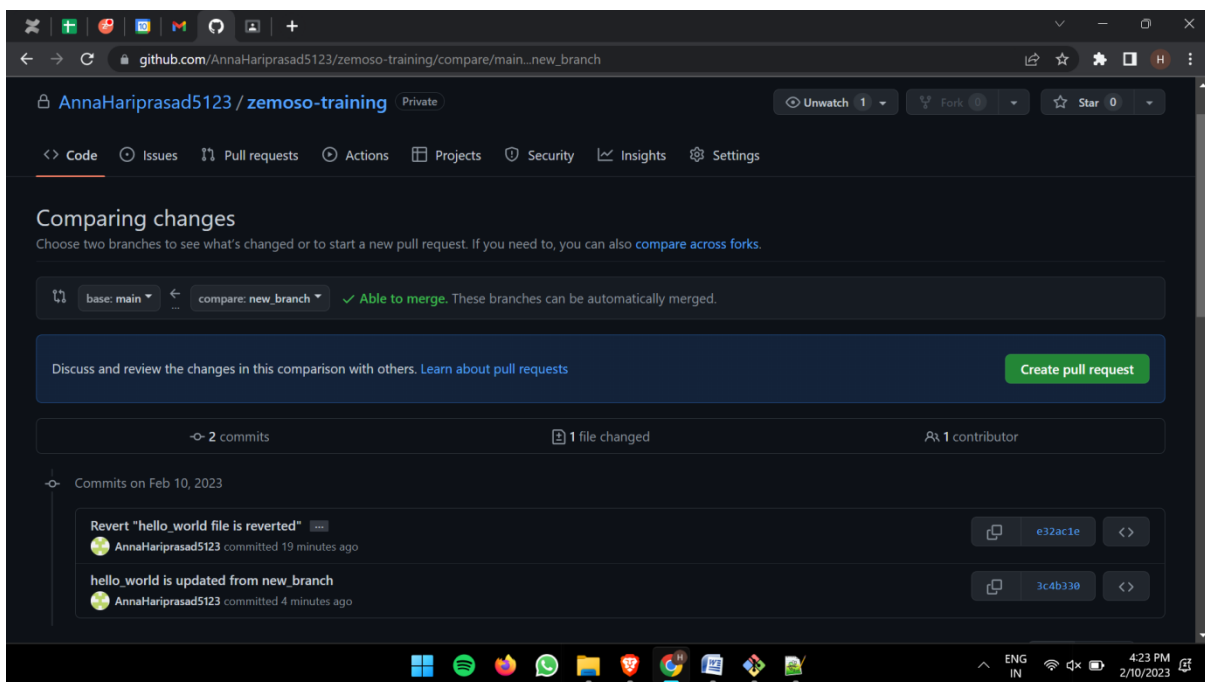 github.com/AnnaHariprasad5123/zemoso-training/compare/main...new_branch
H
AnnaHariprasad5123 / zemoso-training Private
Unwatch 1
Fork 0
Star 0
<> Code Issues Pull requests Actions Projects Security Insights Settings
Comparing changes
Choose two branches to see what's changed or to start a new pull request. If you need to, you can also compare across forks.
base: main compare: new_branch Able to merge. These branches can be automatically merged.
Discuss and review the changes in this comparison with others. Learn about pull requests Create pull request
2 commits 1 file changed 1 contributor
Commits on Feb 10, 2023
Revert "hello_world file is reverted" ...
AnnaHariprasad5123 committed 19 minutes ago
e32ac1e <>
hello_world is updated from new_branch
AnnaHariprasad5123 committed 4 minutes ago
3c4b330 <>
ENG
IN
4:23 PM
2/10/2023